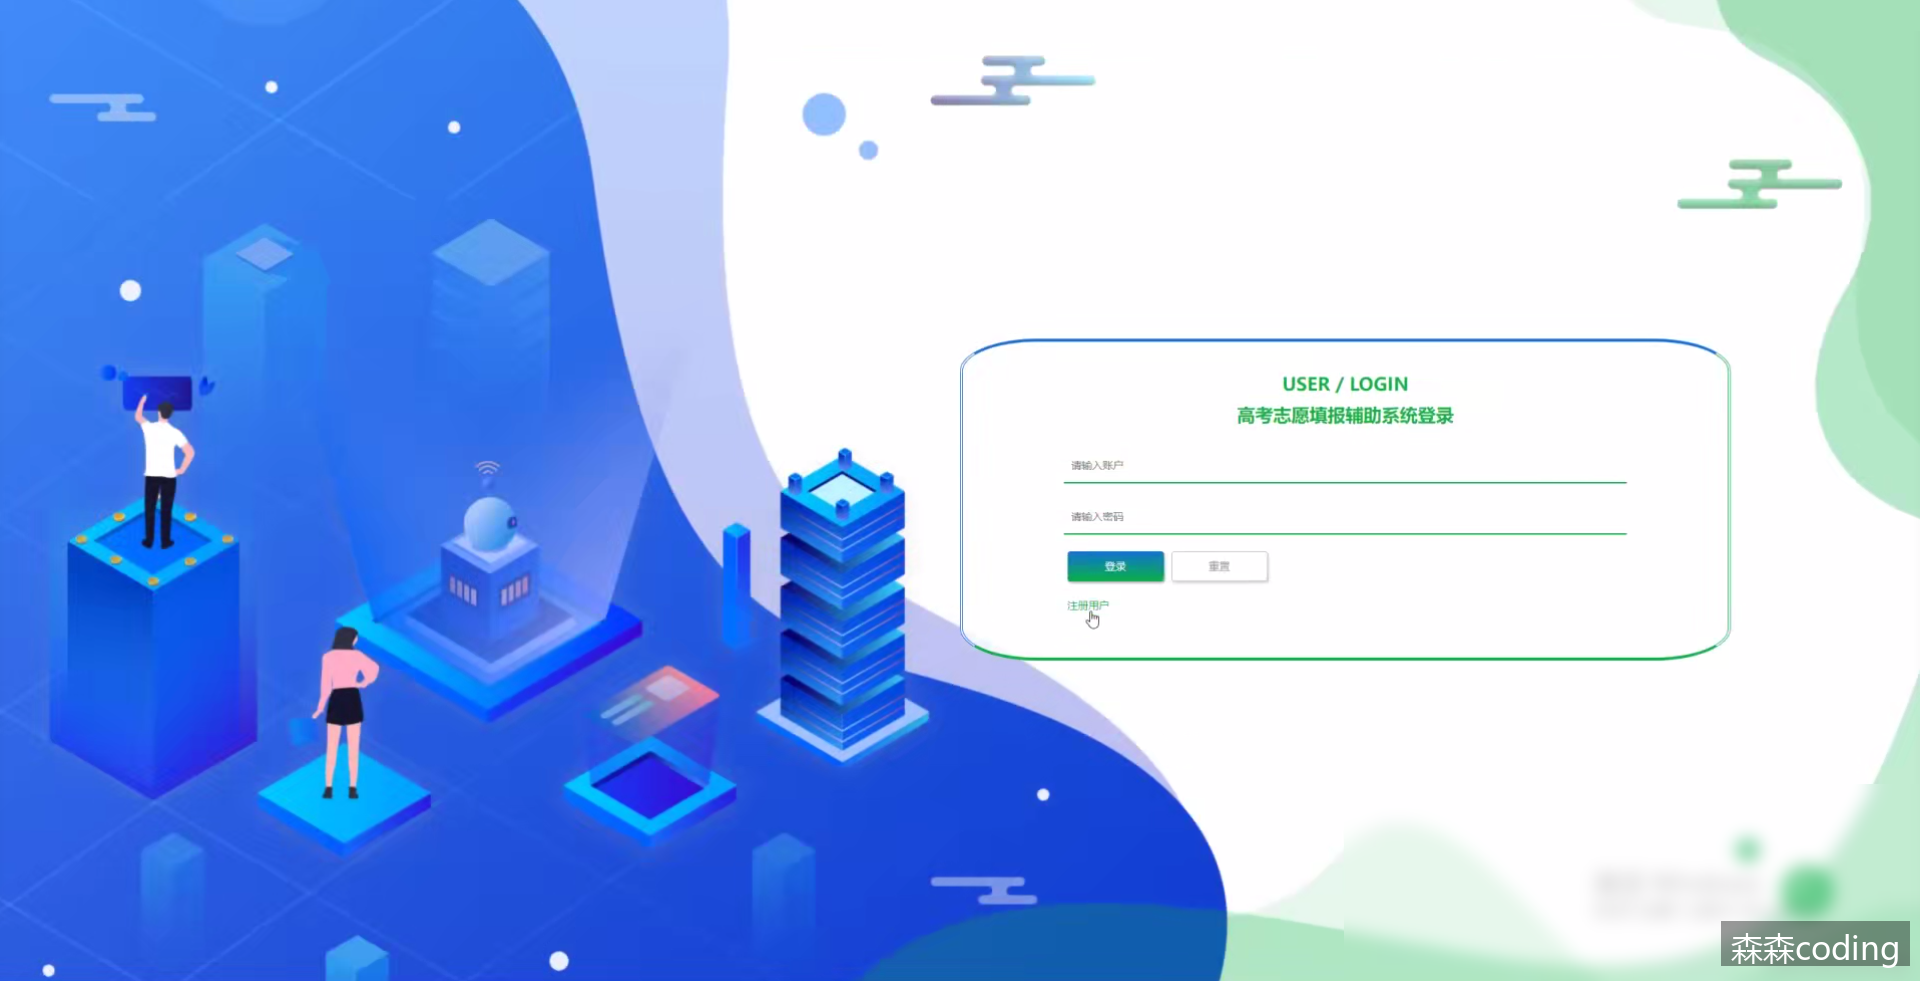 USER / LOGIN
高考志愿填报辅助系统登录
请输入账户
请输入密码
登录
重置
注册用户
森森coding